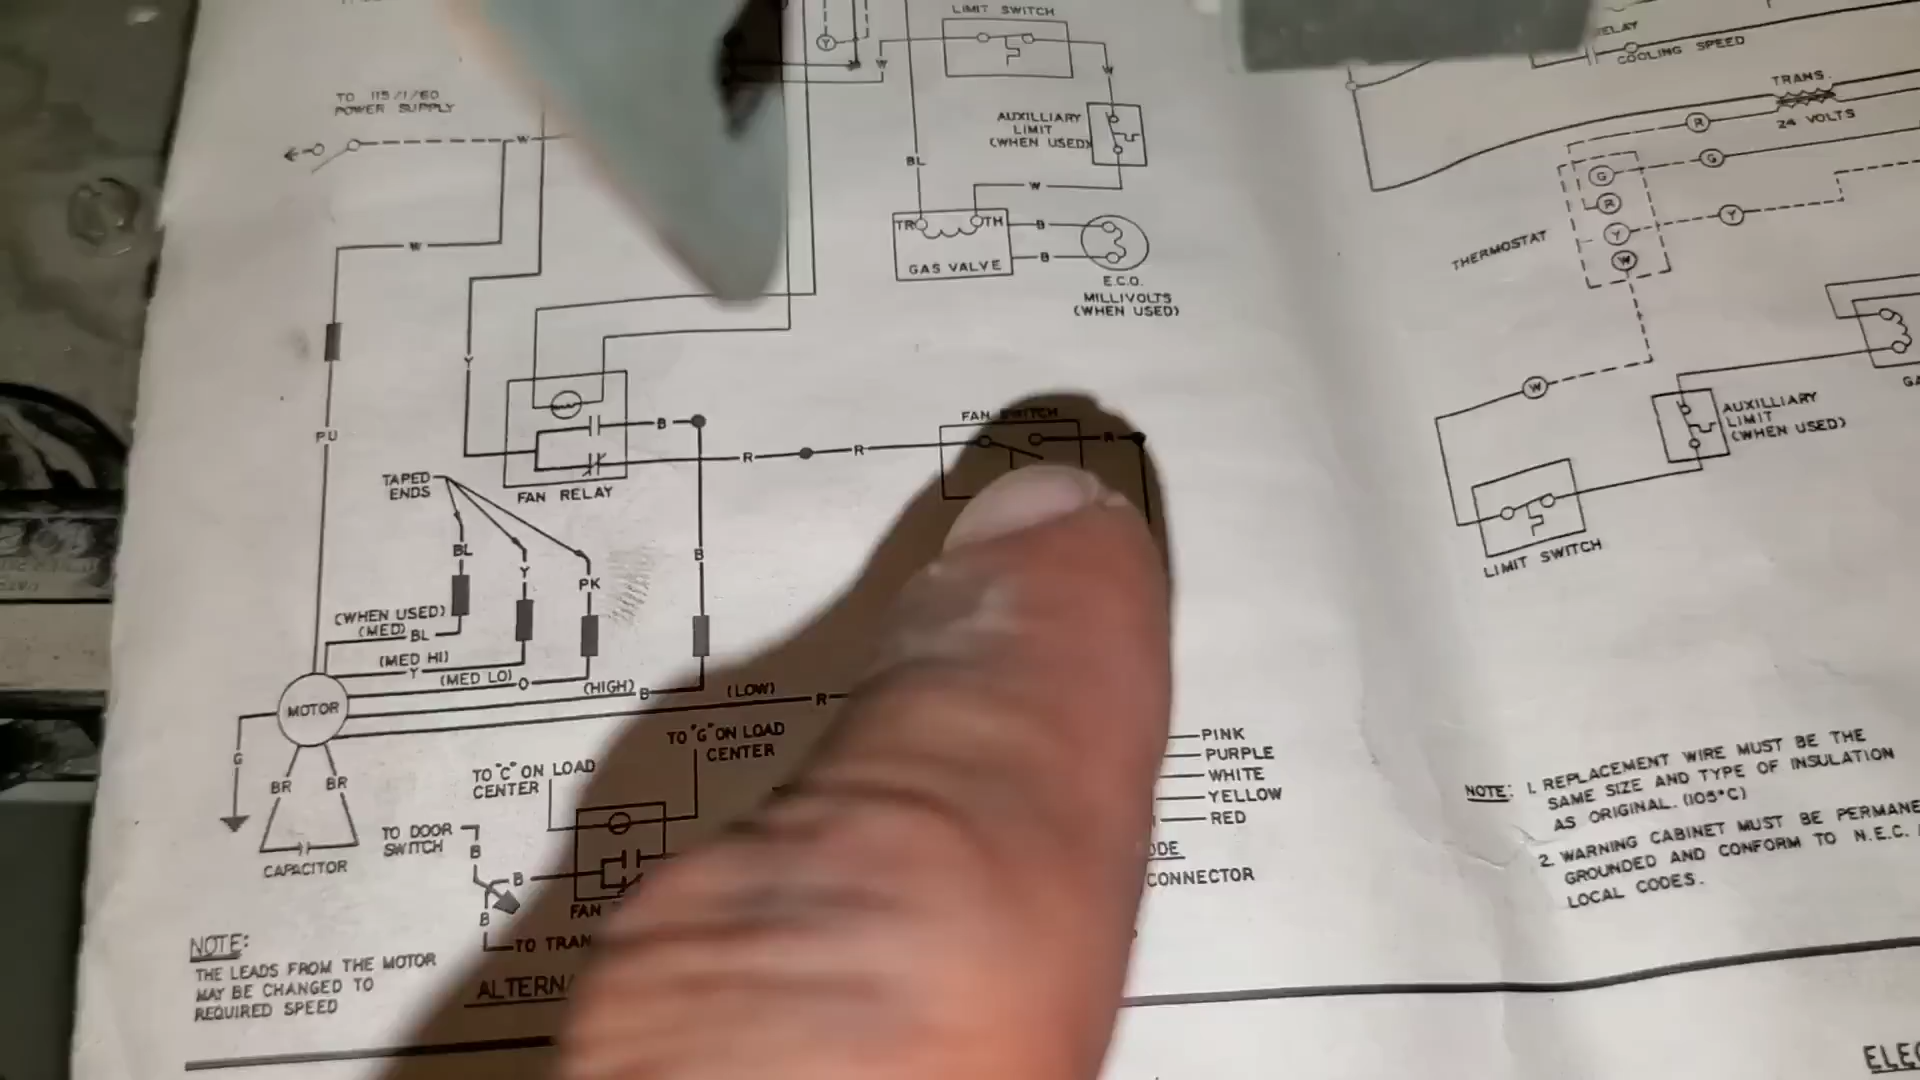 LIMIT SWITCH
Y
W
W
TO 115/1/60
POWER SUPPLY
W
W
AUXILLIARY
LIMIT
(WHEN USED)
BL
W
TR
TH
GAS VALVE
B
B
E.C.O.
MILLIVOLTS
(WHEN USED)
Y
PU
B
R
R
FAN SWITCH
R
FAN RELAY
TAPED
ENDS
BL
Y
PK
B
(WHEN USED)
(MED) BL
(MED HI)
Y
(MED LO) O
(HIGH) B
(LOW)
R
MOTOR
G
BR
BR
CAPACITOR
TO "G" ON LOAD
CENTER
TO "C" ON LOAD
CENTER
TO DOOR
SWITCH
B
B
B
FAN
TO TRAN
NOTE:
THE LEADS FROM THE MOTOR
MAY BE CHANGED TO
REQUIRED SPEED
PINK
PURPLE
WHITE
YELLOW
RED
CONNECTOR
COOLING SPEED
TRANS.
24 VOLTS
R
G
G
R
Y
W
Y
THERMOSTAT
W
AUXILLIARY
LIMIT
(WHEN USED)
LIMIT SWITCH
NOTE: 1. REPLACEMENT WIRE MUST BE THE
SAME SIZE AND TYPE OF INSULATION
AS ORIGINAL. (105°C)
2. WARNING CABINET MUST BE
GROUNDED AND CONFORM TO N.E.C.
LOCAL CODES.